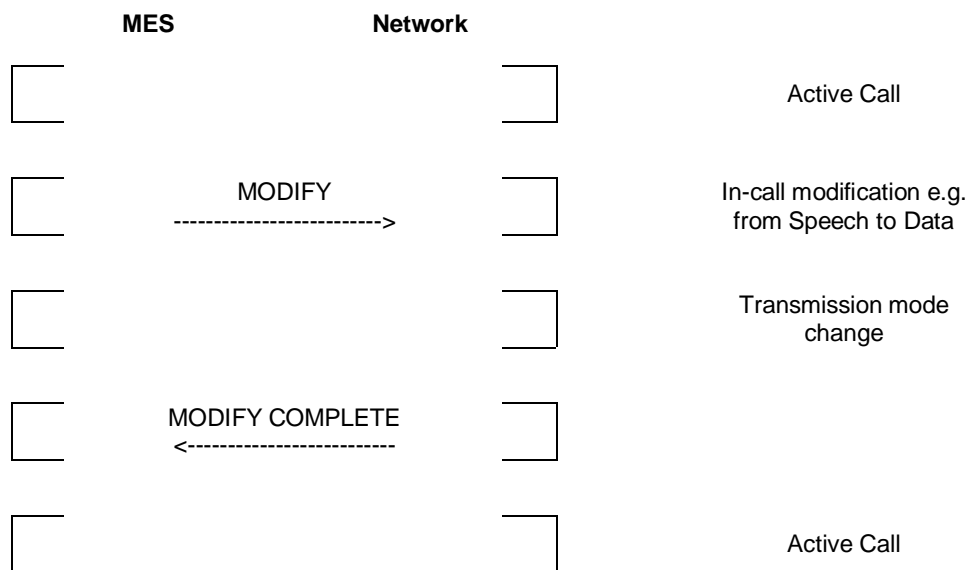 MES Network
Active Call
MODIFY
-------------------------->
In-call modification e.g.
from Speech to Data
Transmission mode
change
MODIFY COMPLETE
<--------------------------
Active Call